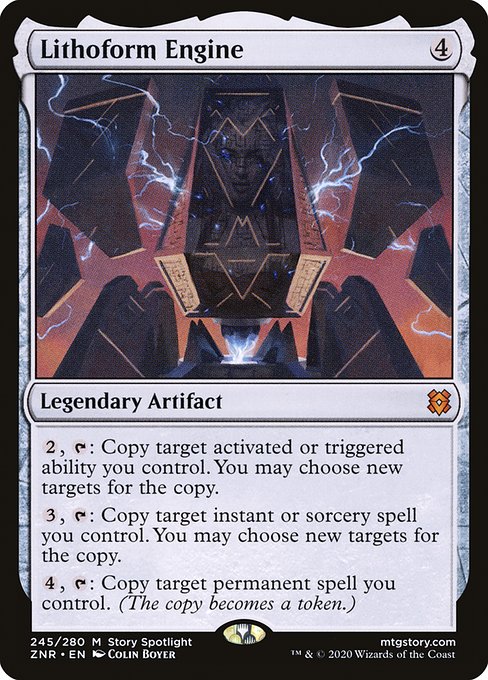 Lithoform Engine 4
Legendary Artifact
2, T: Copy target activated or triggered
ability you control. You may choose new
targets for the copy.
3, T: Copy target instant or sorcery spell
you control. You may choose new targets for
the copy.
4, T: Copy target permanent spell you
control. (The copy becomes a token.)
245/280 M Story Spotlight mtgstory.com
ZNR • EN Colin Boyer ™ & © 2020 Wizards of the Coast